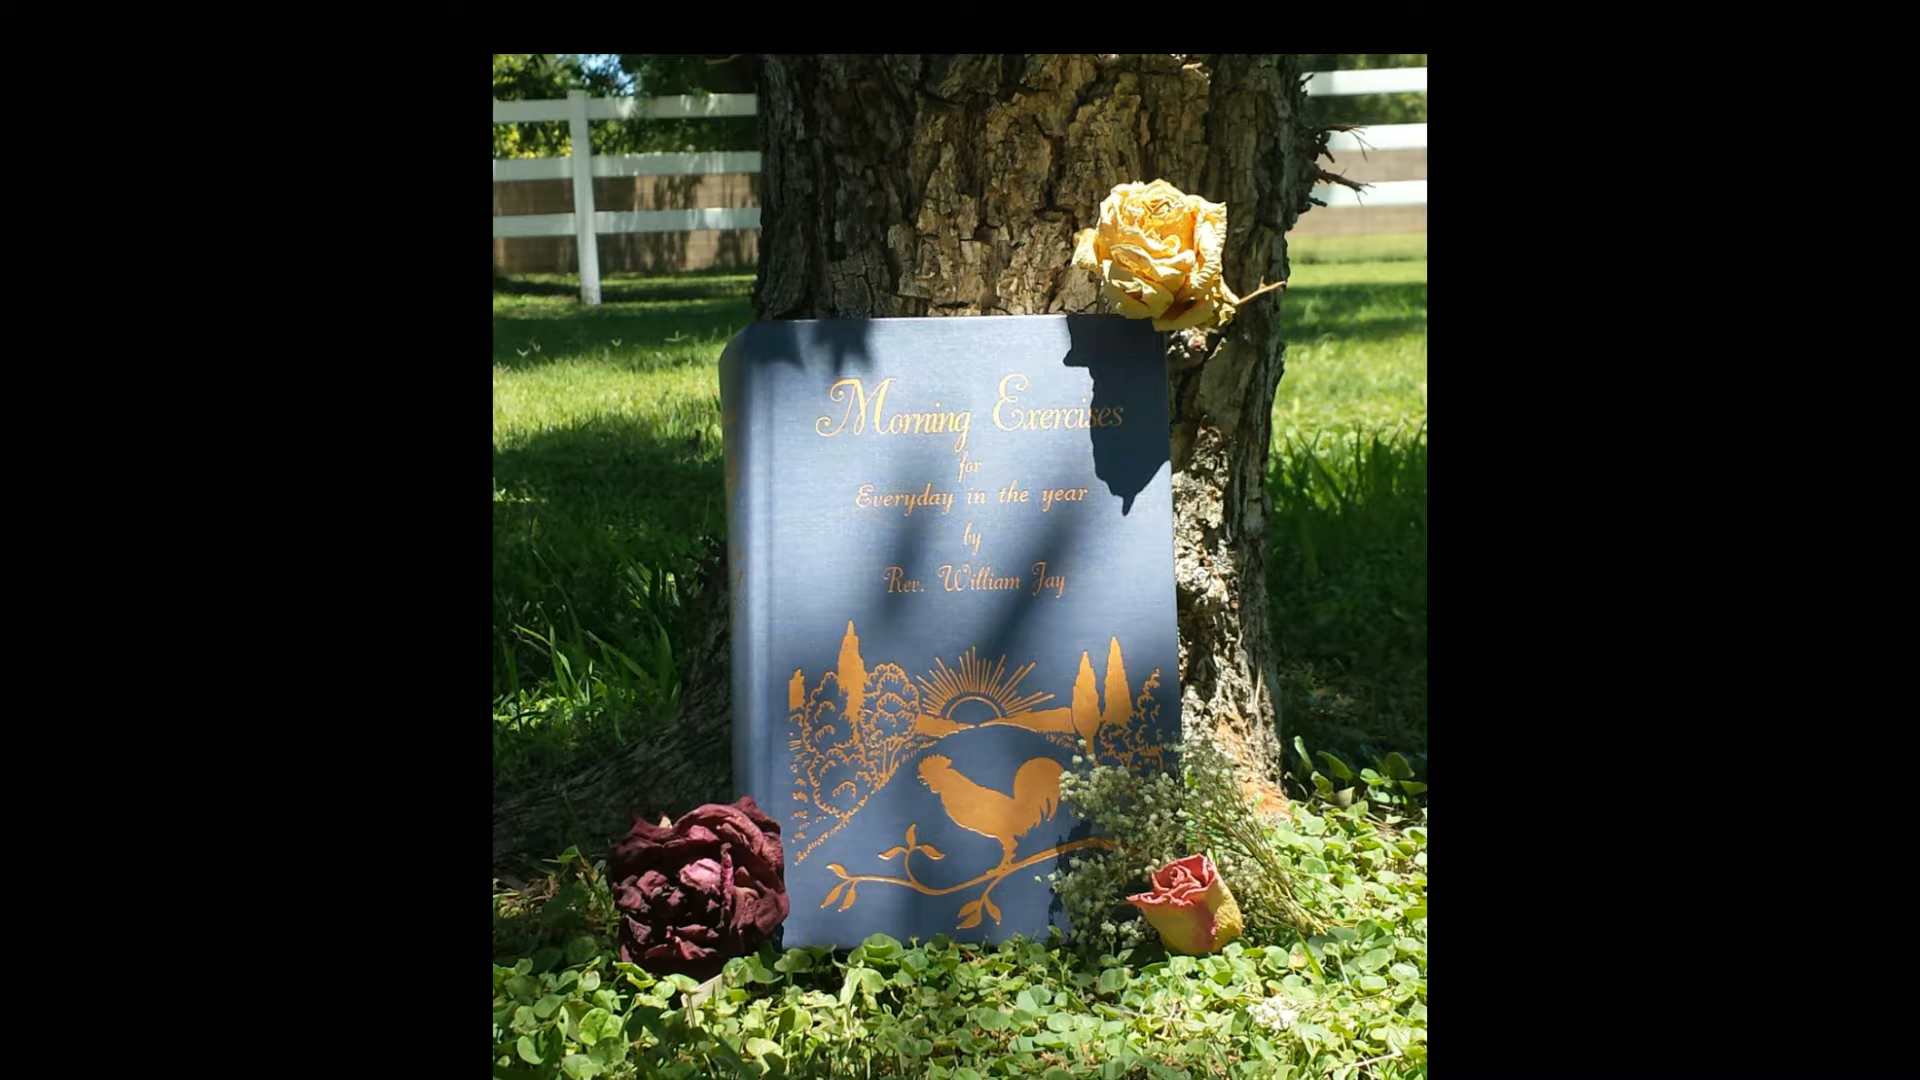 Morning Exercises
for
Everyday in the year
by
Rev. William Jay